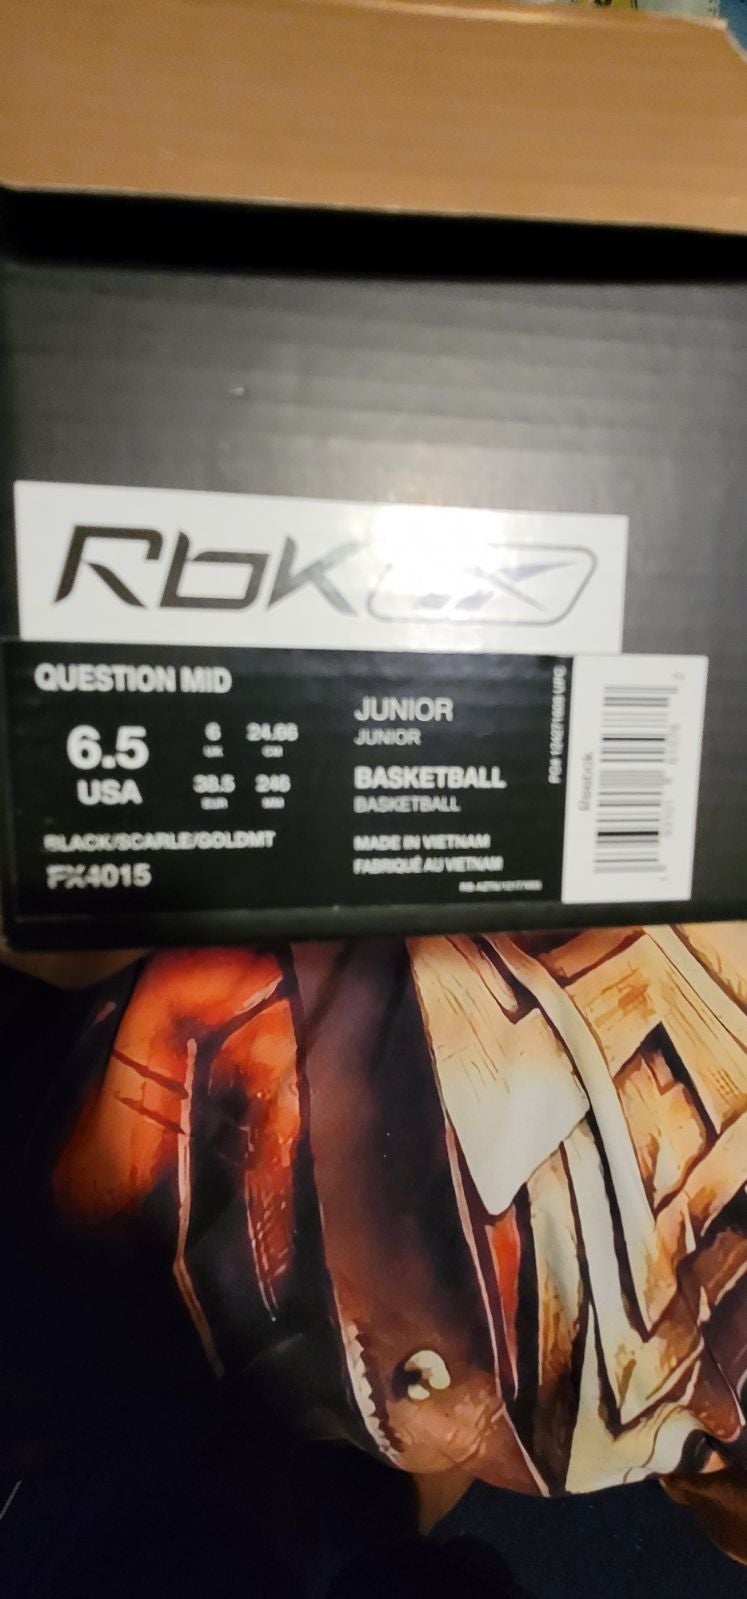 Rbk
QUESTION MID
6.5
USA
6
UK
24.66
CM
38.5
EUR
246
MM
BLACK/SCARLE/GOLDMT
FX4015
JUNIOR
JUNIOR
BASKETBALL
BASKETBALL
MADE IN VIETNAM
FABRIQUÉ AU VIETNAM
Reebok